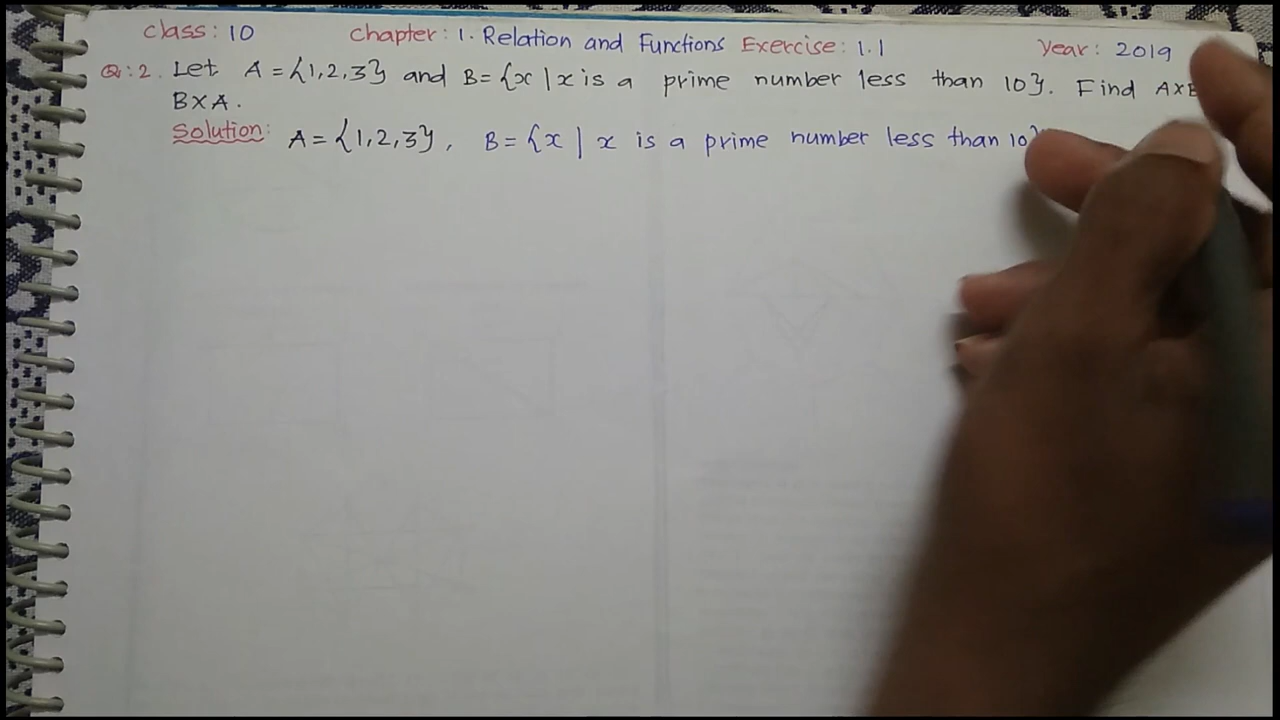 Class: 10 Chapter: 1. Relation and Functions Exercise: 1.1 Year: 2019
Q: 2. Let A = {1,2,3} and B= {x | x is a prime number less than 10}. Find A×B
B×A.
Solution: A = {1,2,3}, B = {x | x is a prime number less than 10}